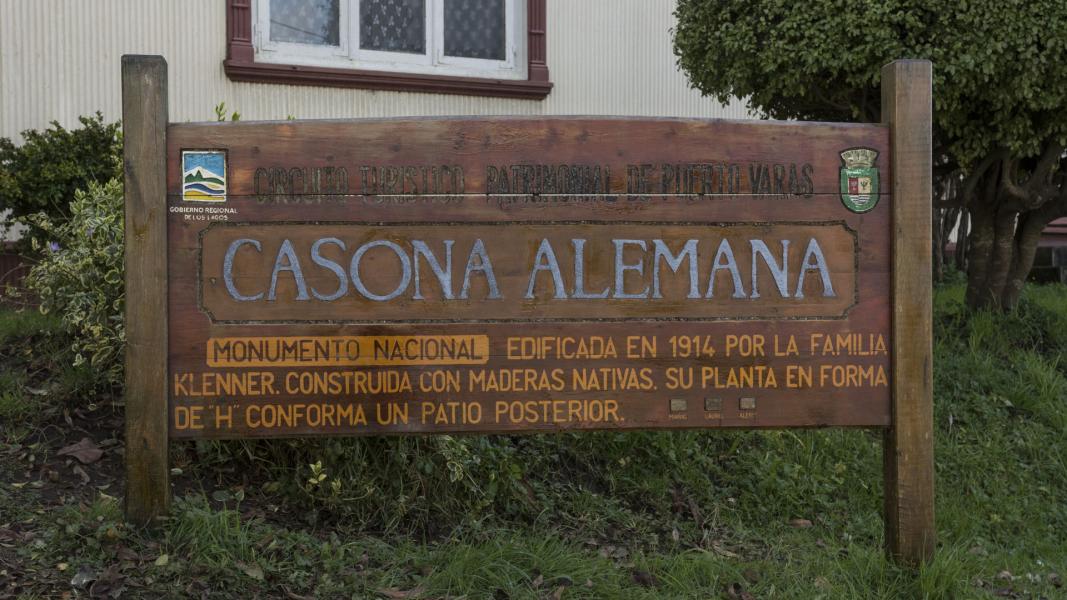 CIRCUITO TURISTICO PATRIMONIAL DE PUERTO VARAS
GOBIERNO REGIONAL
DE LOS LAGOS
CASONA ALEMANA
MONUMENTO NACIONAL EDIFICADA EN 1914 POR LA FAMILIA
KLENNER. CONSTRUIDA CON MADERAS NATIVAS. SU PLANTA EN FORMA
DE "H" CONFORMA UN PATIO POSTERIOR.